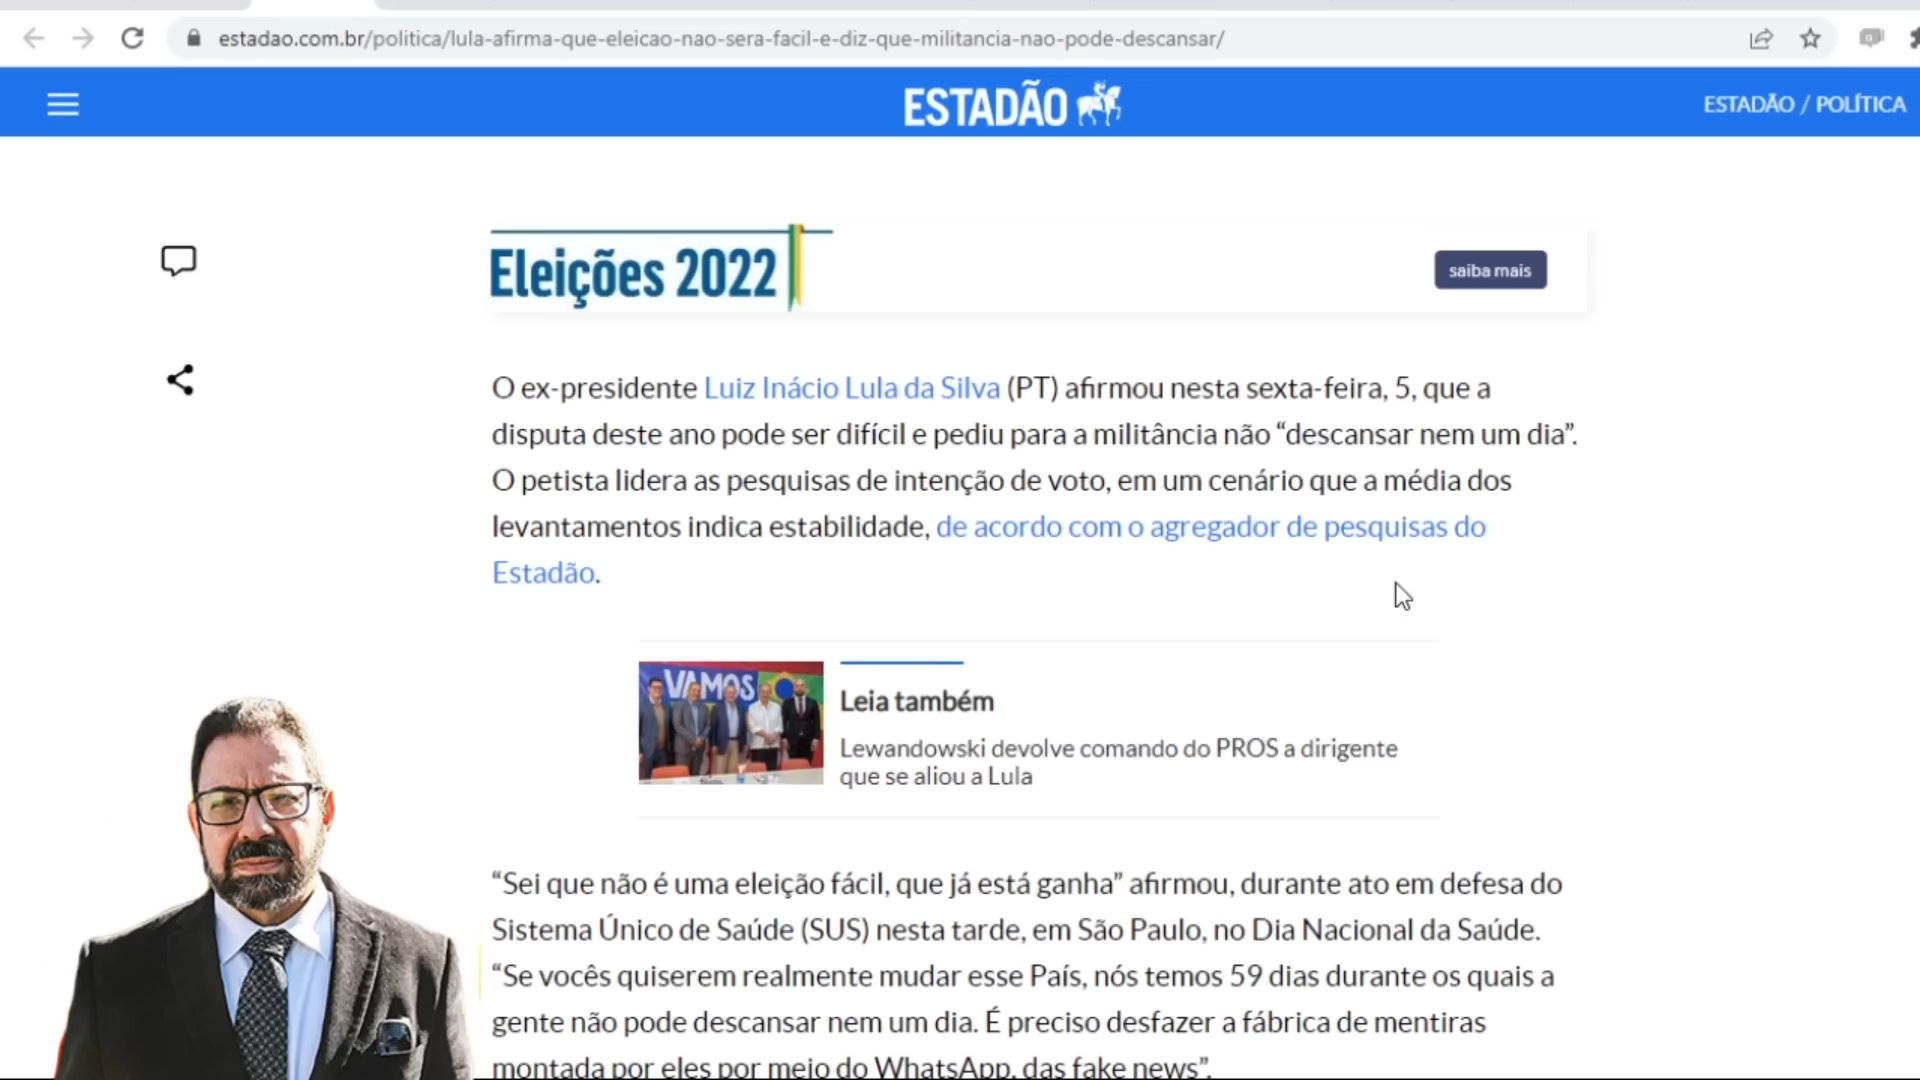 estadao.com.br/politica/lula-afirma-que-eleicao-nao-sera-facil-e-diz-que-militancia-nao-pode-descansar/
ESTADÃO
ESTADÃO / POLÍTICA
Eleições 2022
saiba mais
O ex-presidente Luiz Inácio Lula da Silva (PT) afirmou nesta sexta-feira, 5, que a
disputa deste ano pode ser difícil e pediu para a militância não “descansar nem um dia”.
O petista lidera as pesquisas de intenção de voto, em um cenário que a média dos
levantamentos indica estabilidade, de acordo com o agregador de pesquisas do
Estadão.
VAMOS
Leia também
Lewandowski devolve comando do PROS a dirigente
que se aliou a Lula
“Sei que não é uma eleição fácil, que já está ganha” afirmou, durante ato em defesa do
Sistema Único de Saúde (SUS) nesta tarde, em São Paulo, no Dia Nacional da Saúde.
“Se vocês quiserem realmente mudar esse País, nós temos 59 dias durante os quais a
gente não pode descansar nem um dia. É preciso desfazer a fábrica de mentiras
montada por eles por meio do WhatsApp, das fake news”.